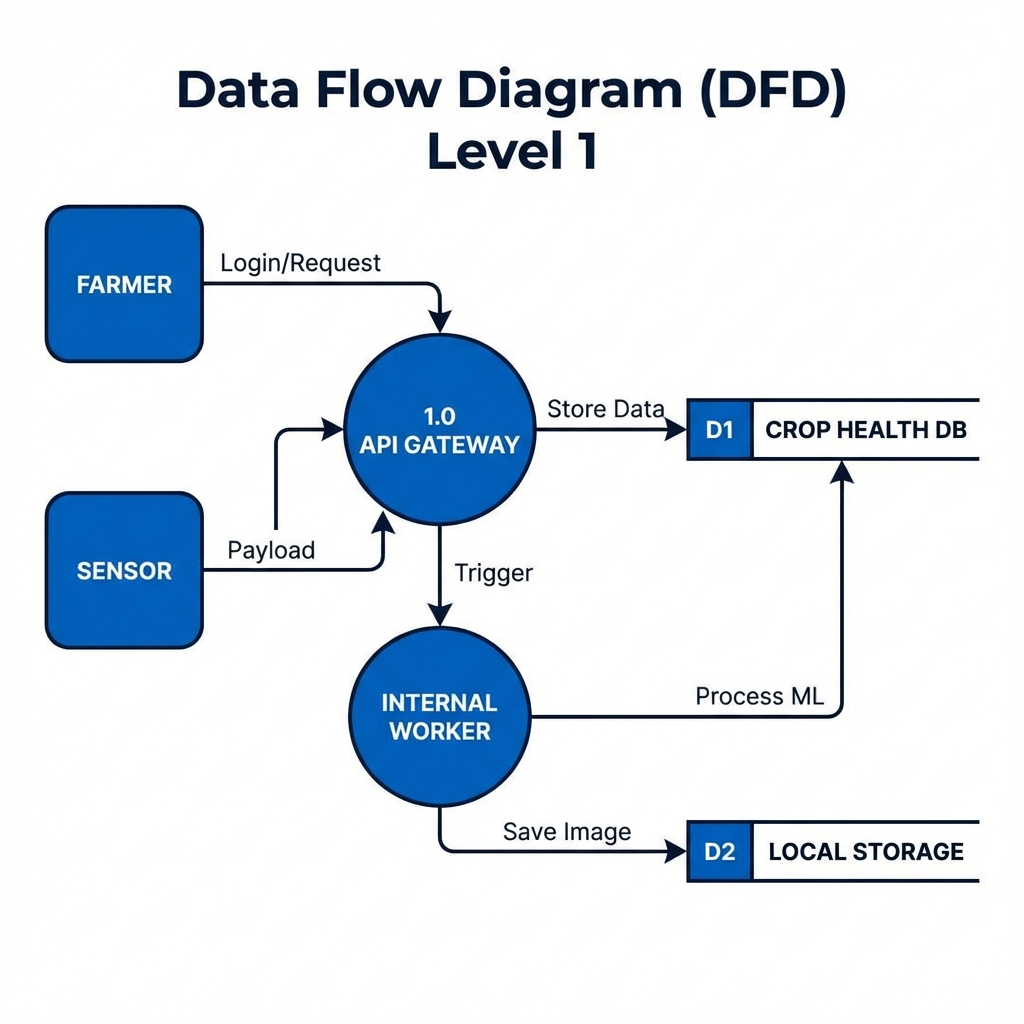 Data Flow Diagram (DFD)
Level 1
FARMER
Login/Request
1.0
API GATEWAY
Store Data
D1
CROP HEALTH DB
SENSOR
Payload
Trigger
INTERNAL
WORKER
Process ML
Save Image
D2
LOCAL STORAGE